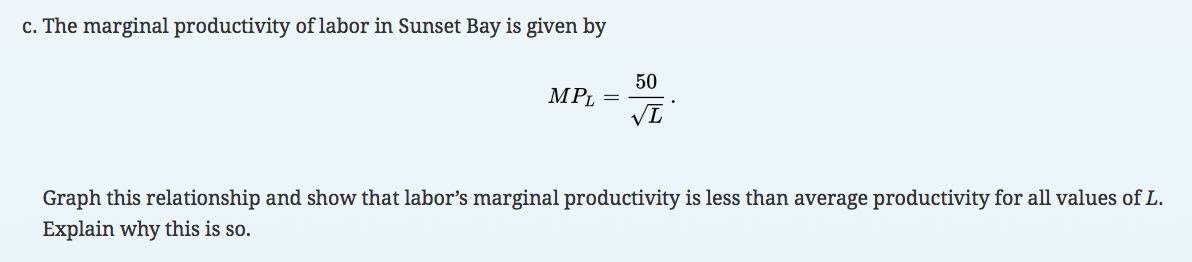 c. The marginal productivity of labor in Sunset Bay is given by
MP_L = \frac{50}{\sqrt{L}}.
Graph this relationship and show that labor's marginal productivity is less than average productivity for all values of L.
Explain why this is so.